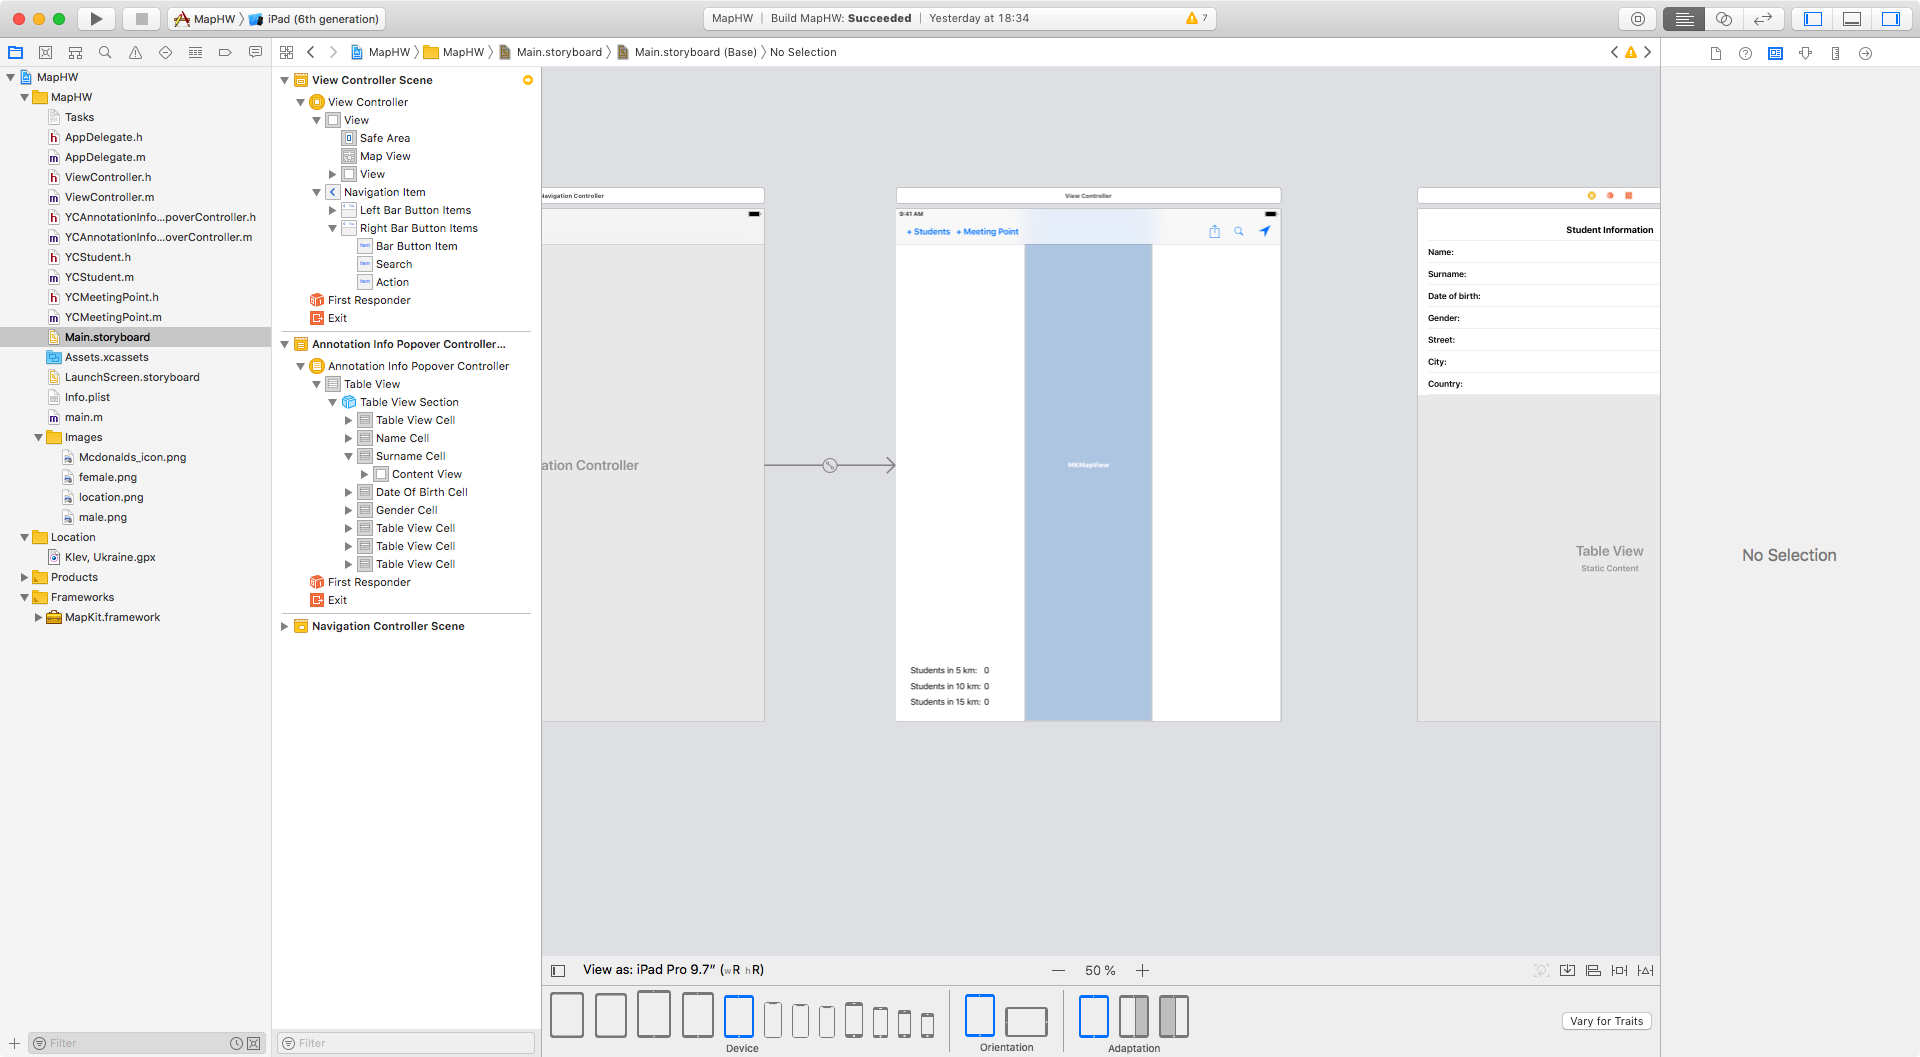 MapHW
iPad (6th generation)
MapHW
Build MapHW: Succeeded
Yesterday at 18:34
7
MapHW
MapHW
Main.storyboard
Main.storyboard (Base)
No Selection
MapHW
MapHW
Tasks
AppDelegate.h
AppDelegate.m
ViewController.h
ViewController.m
YCAnnotationInfo...poverController.h
YCAnnotationInfo...overController.m
YCStudent.h
YCStudent.m
YCMeetingPoint.h
YCMeetingPoint.m
Main.storyboard
Assets.xcassets
LaunchScreen.storyboard
Info.plist
main.m
Images
Mcdonalds_icon.png
female.png
location.png
male.png
Location
KIev, Ukraine.gpx
Products
Frameworks
MapKit.framework
Filter
View Controller Scene
View Controller
View
Safe Area
Map View
View
Navigation Item
Left Bar Button Items
Right Bar Button Items
Bar Button Item
Search
Action
First Responder
Exit
Annotation Info Popover Controller...
Annotation Info Popover Controller
Table View
Table View Section
Table View Cell
Name Cell
Surname Cell
Content View
Date Of Birth Cell
Gender Cell
Table View Cell
Table View Cell
Table View Cell
First Responder
Exit
Navigation Controller Scene
Filter
Navigation Controller
ation Controller
View Controller
9:41 AM
+ Students + Meeting Point
MKMapView
Students in 5 km: 0
Students in 10 km: 0
Students in 15 km: 0
Student Information
Name:
Surname:
Date of birth:
Gender:
Street:
City:
Country:
Table View
Static Content
View as: iPad Pro 9.7" (wR hR)
50 %
Device
Orientation
Adaptation
Vary for Traits
No Selection